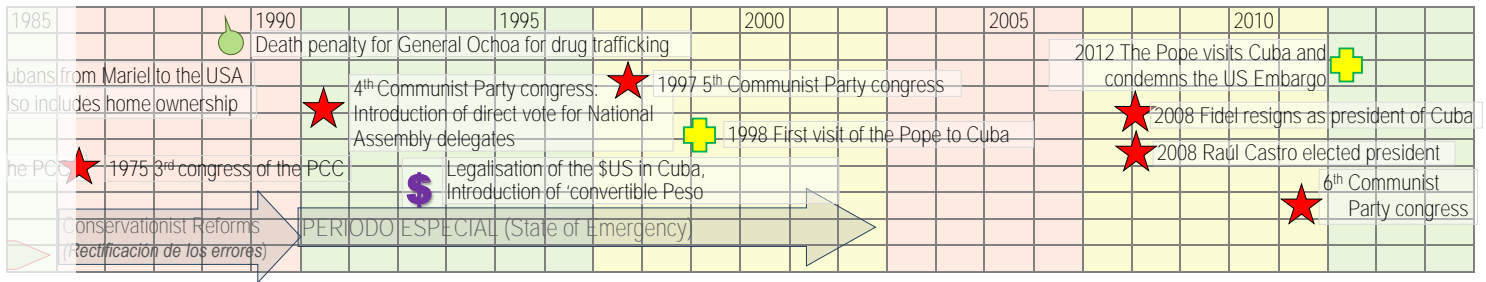 1985 1990 1995 2000 2005 2010
Death penalty for General Ochoa for drug trafficking
2012 The Pope visits Cuba and
condemns the US Embargo
ubans from Mariel to the USA
lso includes home ownership
4th Communist Party congress:
Introduction of direct vote for National
Assembly delegates
1997 5th Communist Party congress
2008 Fidel resigns as president of Cuba
1998 First visit of the Pope to Cuba
2008 Raúl Castro elected president
he PCC
1975 3rd congress of the PCC
$
Legalisation of the $US in Cuba,
Introduction of 'convertible Peso
6th Communist
Party congress
Conservationist Reforms
(Rectificación de los errores)
PERIODO ESPECIAL (State of Emergency)